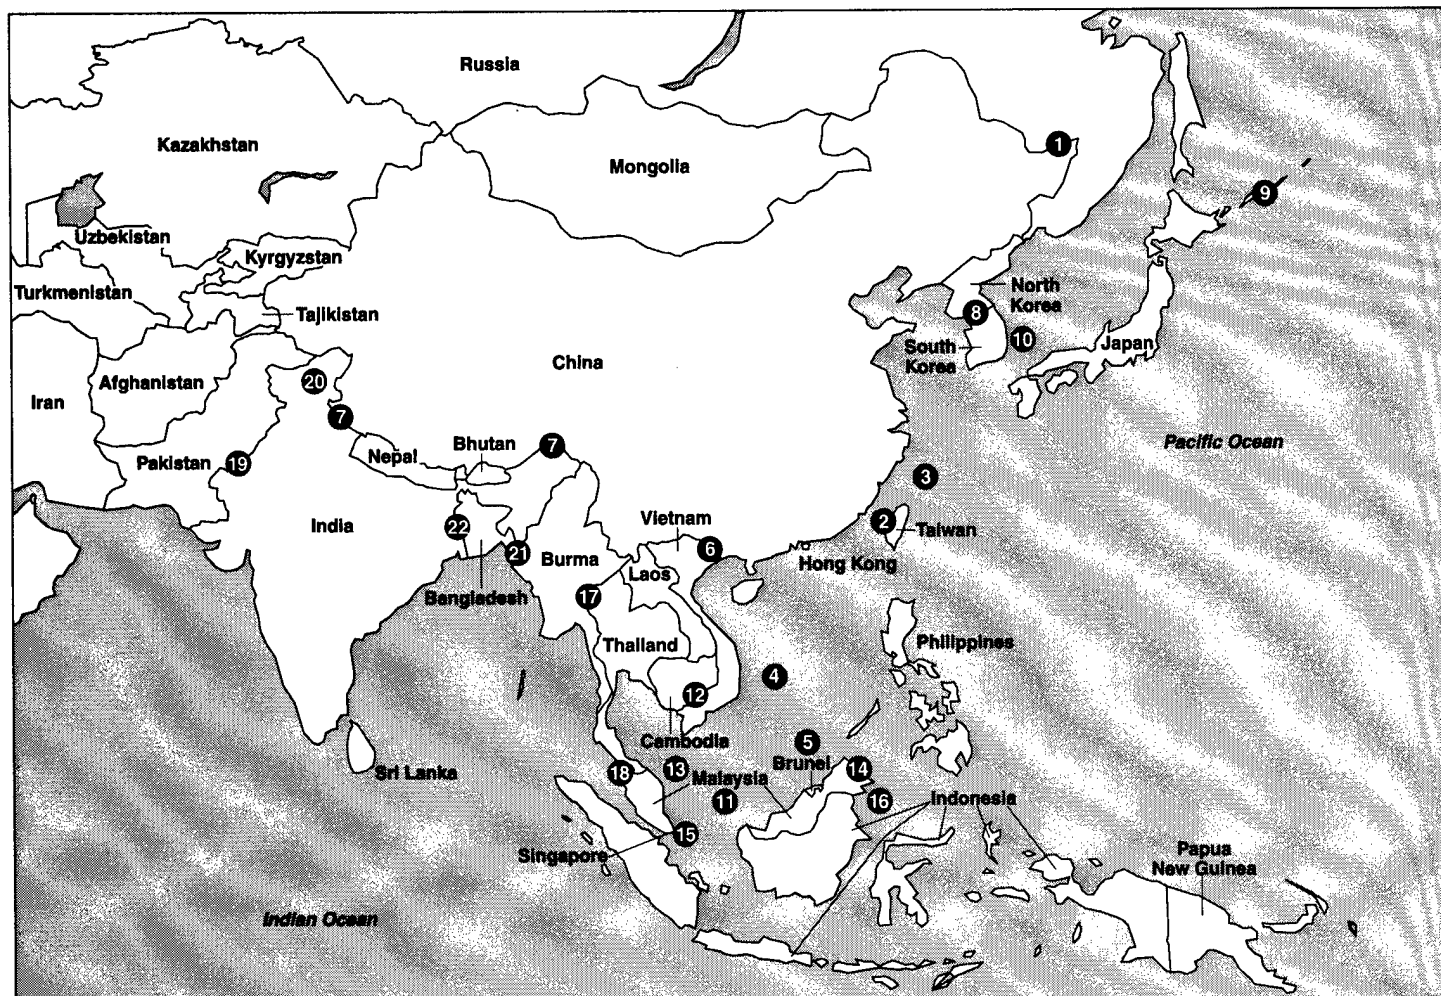 Russia
Kazakhstan
Mongolia
1
9
Uzbekistan
Kyrgyzstan
Turkmenistan
Tajikistan
North
Korea
8
10
South
Korea
Japan
China
Afghanistan
Iran
20
7
Pacific Ocean
Bhutan
7
Nepal
Pakistan
19
3
India
22
Vietnam
2
Taiwan
21
Burma
6
Hong Kong
Laos
Bangladesh
17
Thailand
Philippines
4
12
Cambodia
5
Brunei
Sri Lanka
18
13
Malaysia
14
11
16
Indonesia
15
Singapore
Papua
New Guinea
Indian Ocean